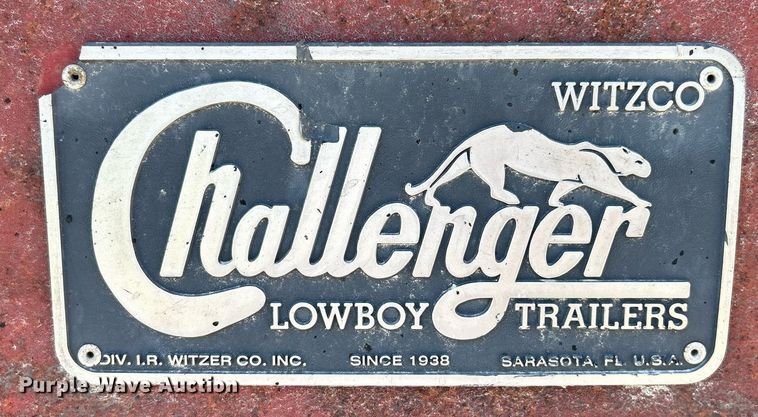 WITZCO
Challenger
LOWBOY TRAILERS
DIV. I.R. WITZER CO. INC. SINCE 1938 SARASOTA, FL. U.S.A.
Purple Wave Auction